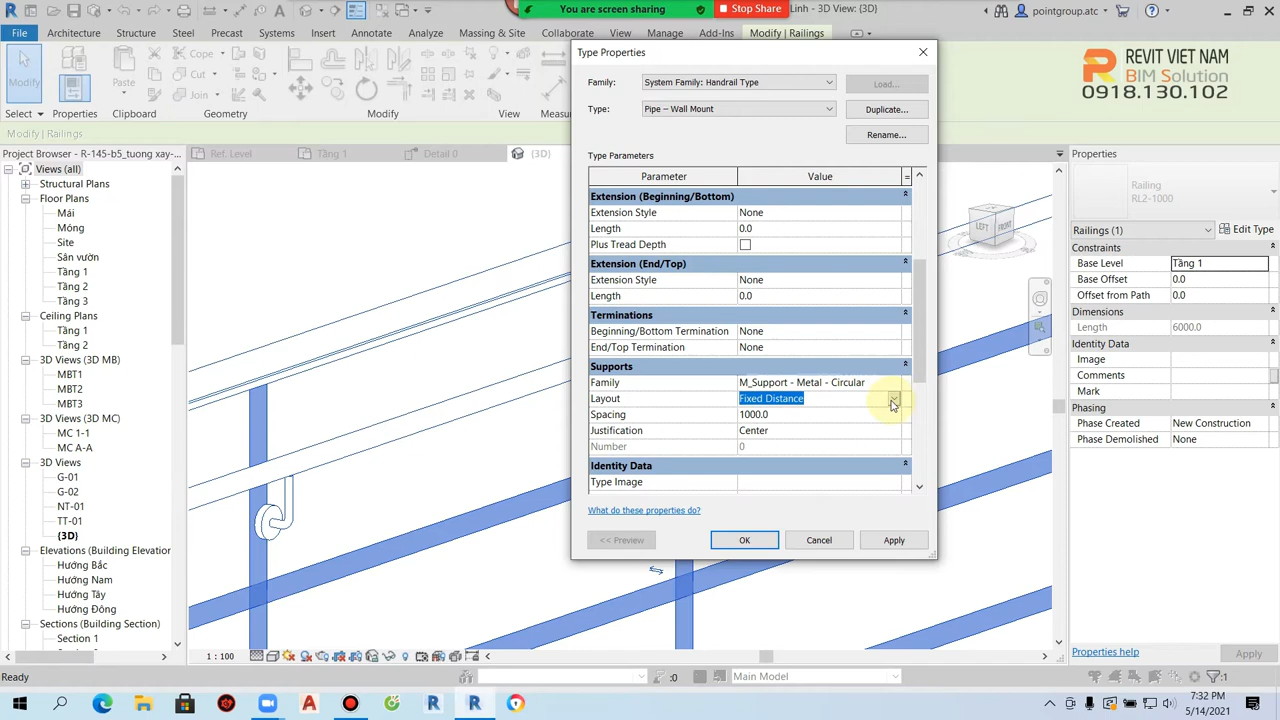 You are screen sharing
Stop Share
Linh - 3D View: {3D}
pointgroup.atc
File
Architecture
Structure
Steel
Precast
Systems
Insert
Annotate
Analyze
Massing & Site
Collaborate
View
Manage
Add-Ins
Modify | Railings
REVIT VIET NAM
BIM Solution
0918.130.102
Modify
Paste
Cope
Cut
Join
Select
Properties
Clipboard
Geometry
Modify
View
Measu
Modify | Railings
Project Browser - R-145-b5_tuong xay-...
Ref. Level
Tầng 1
Detail 0
{3D}
Views (all)
Structural Plans
Floor Plans
Mái
Móng
Site
Sân vườn
Tầng 1
Tầng 2
Tầng 3
Ceiling Plans
Tầng 1
Tầng 2
3D Views (3D MB)
MBT1
MBT2
MBT3
3D Views (3D MC)
MC 1-1
MC A-A
3D Views
G-01
G-02
NT-01
TT-01
{3D}
Elevations (Building Elevation
Hướng Bắc
Hướng Nam
Hướng Tây
Hướng Đông
Sections (Building Section)
Section 1
Type Properties
Family:
System Family: Handrail Type
Load...
Type:
Pipe – Wall Mount
Duplicate...
Rename...
Type Parameters
Parameter
Value
=
Extension (Beginning/Bottom)
Extension Style
None
Length
0.0
Plus Tread Depth
Extension (End/Top)
Extension Style
None
Length
0.0
Terminations
Beginning/Bottom Termination
None
End/Top Termination
None
Supports
Family
M_Support - Metal - Circular
Layout
Fixed Distance
Spacing
1000.0
Justification
Center
Number
0
Identity Data
Type Image
What do these properties do?
<< Preview
OK
Cancel
Apply
LEFT
FRONT
Properties
Railing
RL2-1000
Railings (1)
Edit Type
Constraints
Base Level
Tầng 1
Base Offset
0.0
Offset from Path
0.0
Dimensions
Length
6000.0
Identity Data
Image
Comments
Mark
Phasing
Phase Created
New Construction
Phase Demolished
None
Properties help
Apply
1 : 100
Ready
:0
Main Model
:1
7:32 PM
5/14/2021